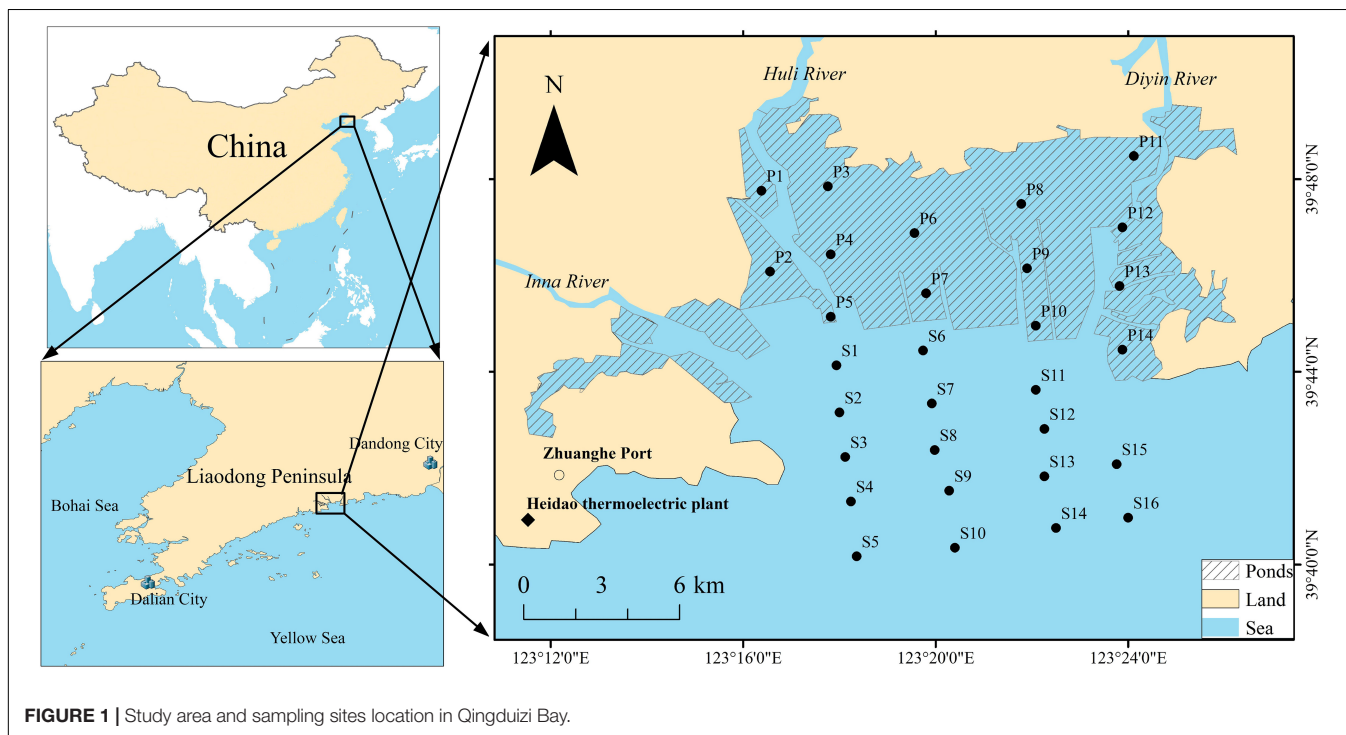 China
Dandong City
Liaodong Peninsula
Bohai Sea
Dalian City
Yellow Sea
Huli River
Diyin River
N
P11
39°48'0"N
P1
P3
P8
P12
P6
P4
P2
P9
P13
Inna River
P7
P5
P10
P14
S6
S1
39°44'0"N
S11
S2
S7
S12
Zhuanghe Port
S3
S8
S13
S15
Heidao thermoelectric plant
S4
S9
S14
S16
S5
S10
39°40'0"N
0 3 6 km
Ponds
Land
Sea
123°12'0"E 123°16'0"E 123°20'0"E 123°24'0"E
FIGURE 1 | Study area and sampling sites location in Qingduizi Bay.